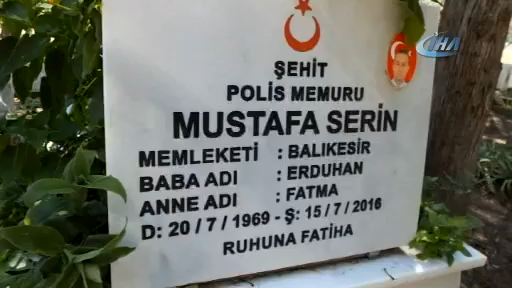 İHA
ŞEHİT
POLİS MEMURU
MUSTAFA SERİN
MEMLEKETİ : BALIKESİR
BABA ADI : ERDUHAN
ANNE ADI : FATMA
D: 20 / 7 / 1969 - Ş: 15 / 7 / 2016
RUHUNA FATİHA